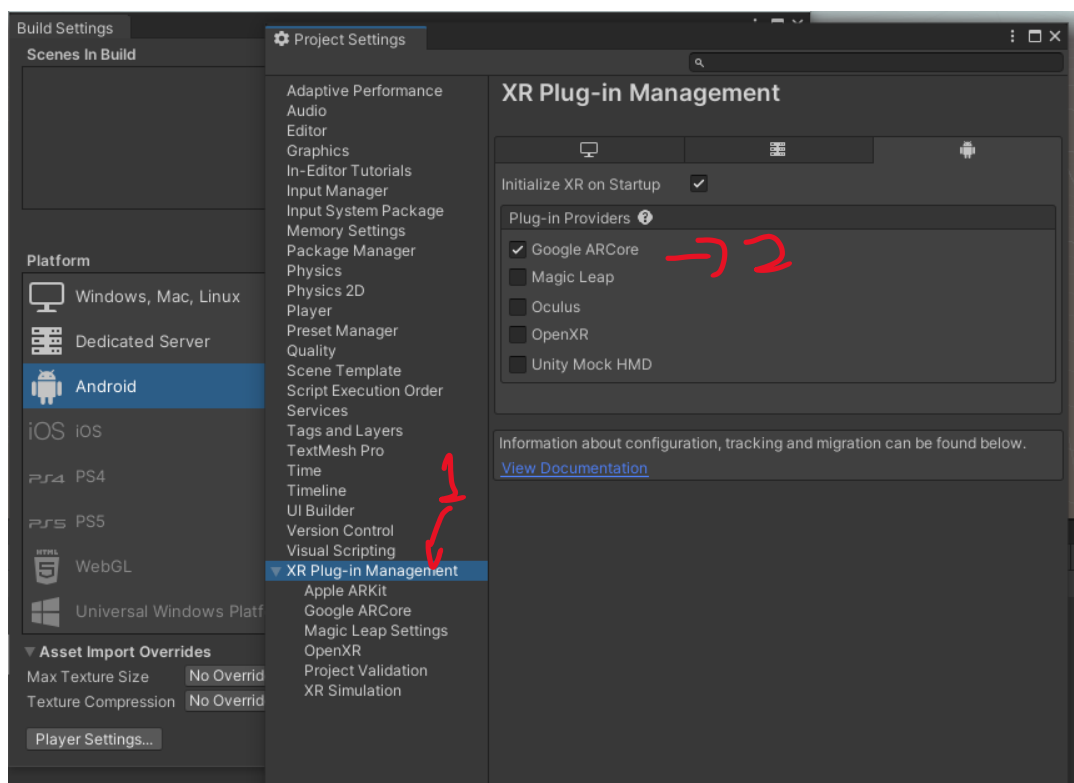 Build Settings
Scenes In Build
Platform
Windows, Mac, Linux
Dedicated Server
Android
iOS iOS
PS4 PS4
PS5 PS5
HTML 5 WebGL
Universal Windows Platf
Asset Import Overrides
Max Texture Size No Overrid
Texture Compression No Overrid
Player Settings...
Project Settings
Adaptive Performance
Audio
Editor
Graphics
In-Editor Tutorials
Input Manager
Input System Package
Memory Settings
Package Manager
Physics
Physics 2D
Player
Preset Manager
Quality
Scene Template
Script Execution Order
Services
Tags and Layers
TextMesh Pro
Time
Timeline
UI Builder
Version Control
Visual Scripting
1
XR Plug-in Management
Apple ARKit
Google ARCore
Magic Leap Settings
OpenXR
Project Validation
XR Simulation
XR Plug-in Management
Initialize XR on Startup
Plug-in Providers ?
Google ARCore 2
Magic Leap
Oculus
OpenXR
Unity Mock HMD
Information about configuration, tracking and migration can be found below.
View Documentation